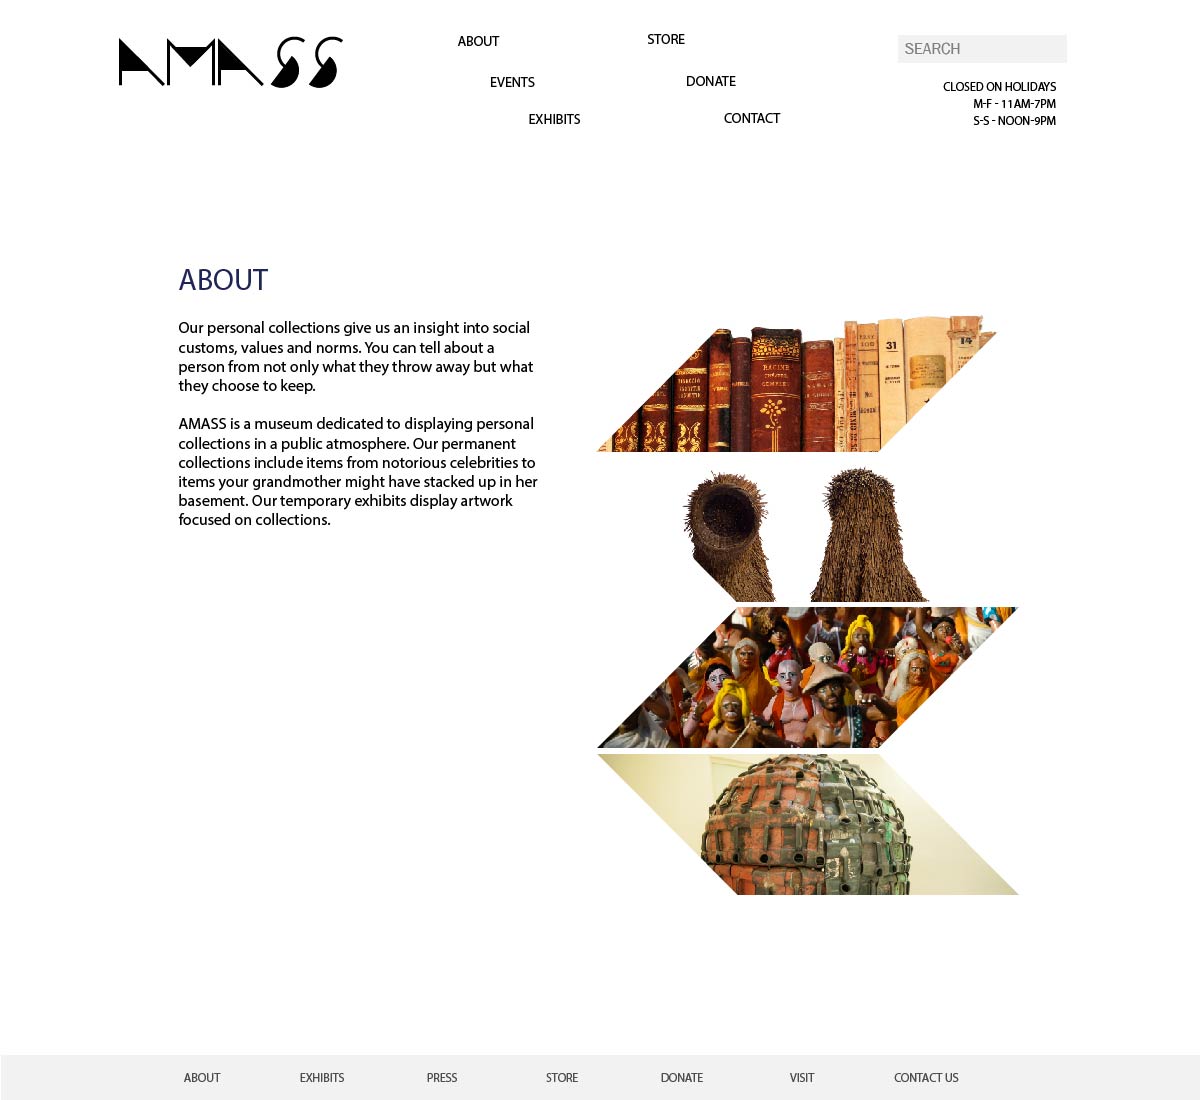 AMASS
ABOUT
STORE
EVENTS
DONATE
EXHIBITS
CONTACT
SEARCH
CLOSED ON HOLIDAYS
M-F - 11AM-7PM
S-S - NOON-9PM
ABOUT
Our personal collections give us an insight into social
customs, values and norms. You can tell about a
person from not only what they throw away but what
they choose to keep.
AMASS is a museum dedicated to displaying personal
collections in a public atmosphere. Our permanent
collections include items from notorious celebrities to
items your grandmother might have stacked up in her
basement. Our temporary exhibits display artwork
focused on collections.
RACINE
31
14
ABOUT
EXHIBITS
PRESS
STORE
DONATE
VISIT
CONTACT US